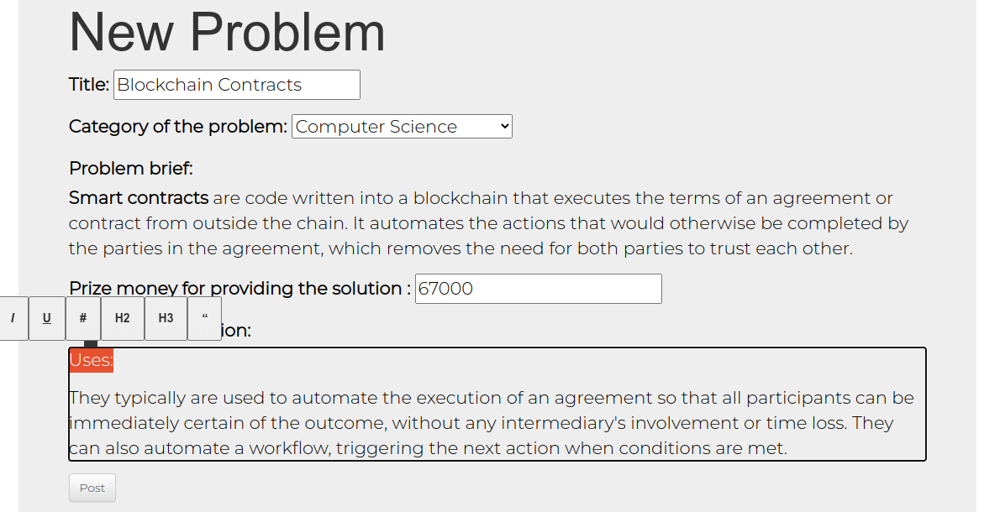 New Problem
Title: Blockchain Contracts
Category of the problem: Computer Science
Problem brief:
Smart contracts are code written into a blockchain that executes the terms of an agreement or
contract from outside the chain. It automates the actions that would otherwise be completed by
the parties in the agreement, which removes the need for both parties to trust each other.
Prize money for providing the solution : 67000
I U # H2 H3 “
ion:
Uses:
They typically are used to automate the execution of an agreement so that all participants can be
immediately certain of the outcome, without any intermediary's involvement or time loss. They
can also automate a workflow, triggering the next action when conditions are met.
Post